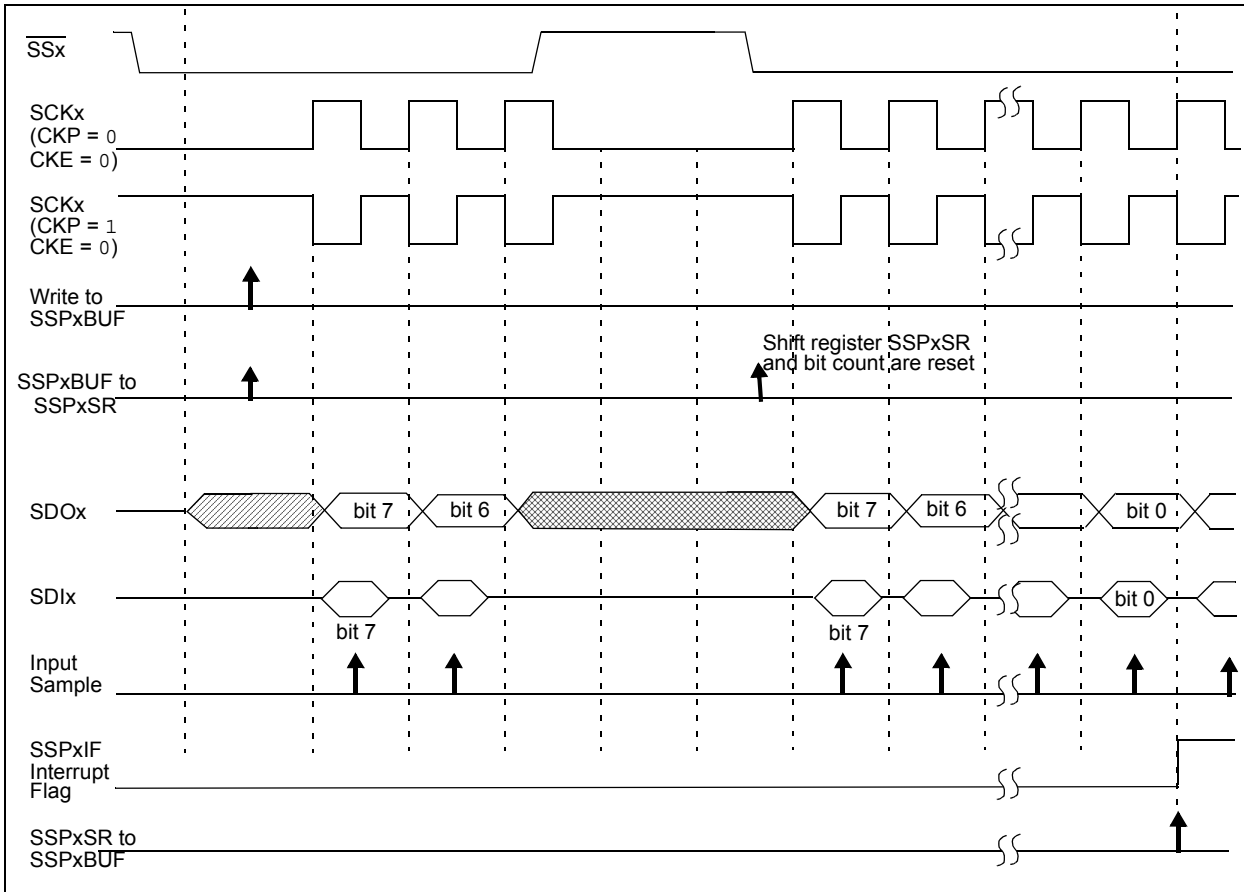 SSx
SCKx
(CKP = 0
CKE = 0)
SCKx
(CKP = 1
CKE = 0)
Write to
SSPxBUF
Shift register SSPxSR
and bit count are reset
SSPxBUF to
SSPxSR
SDOx
bit 7
bit 6
bit 7
bit 6
bit 0
SDIx
bit 0
bit 7
bit 7
Input
Sample
SSPxIF
Interrupt
Flag
SSPxSR to
SSPxBUF